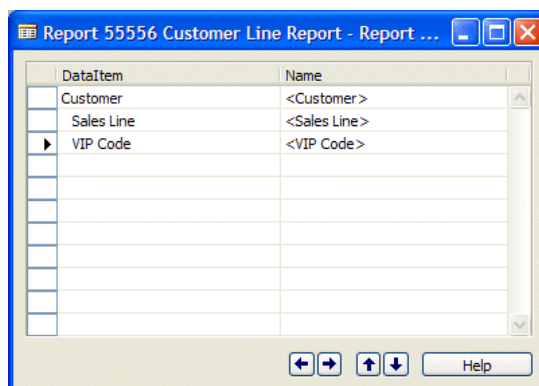 Report 55556 Customer Line Report - Report ...
DataItem Name
Customer <Customer>
Sales Line <Sales Line>
VIP Code <VIP Code>
Help